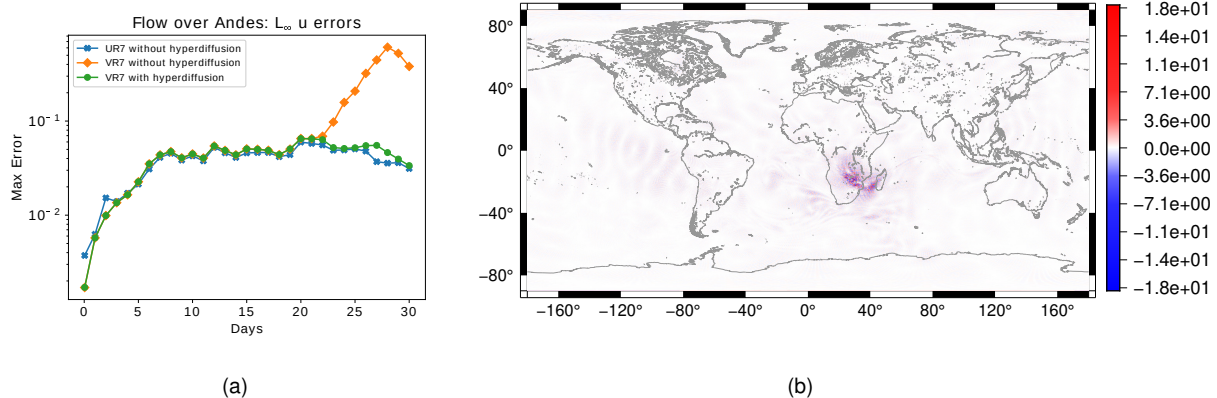 Flow over Andes: L∞ u errors
UR7 without hyperdiffusion
VR7 without hyperdiffusion
VR7 with hyperdiffusion
Max Error
10⁻¹
10⁻²
0 5 10 15 20 25 30
Days
(a)
80°
40°
0°
−40°
−80°
−160° −120° −80° −40° 0° 40° 80° 120° 160°
1.8e+01
1.4e+01
1.1e+01
7.1e+00
3.6e+00
0.0e+00
−3.6e+00
−7.1e+00
−1.1e+01
−1.4e+01
−1.8e+01
(b)